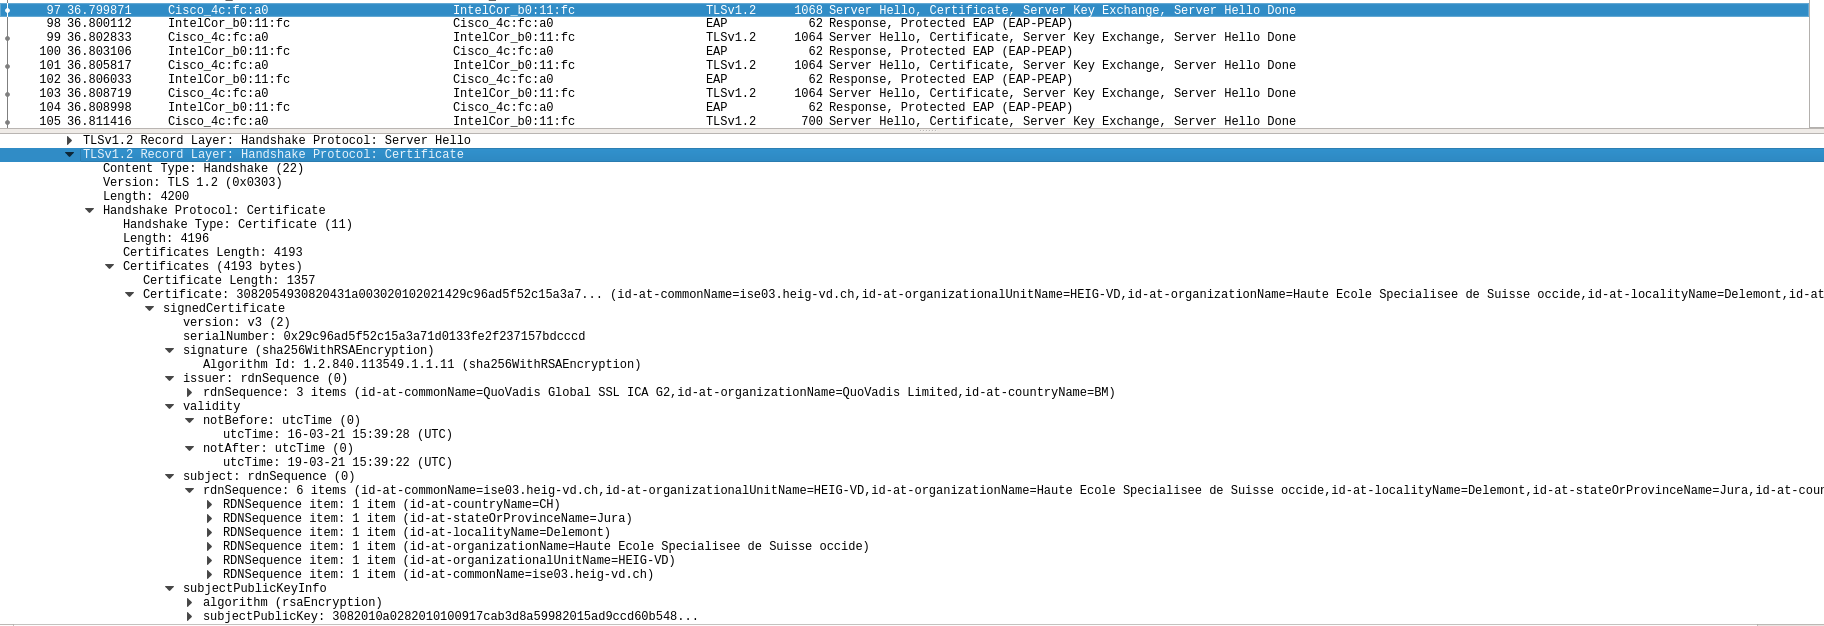 97 36.799871 Cisco_4c:fc:a0 IntelCor_b0:11:fc TLSv1.2 1068 Server Hello, Certificate, Server Key Exchange, Server Hello Done
98 36.800112 IntelCor_b0:11:fc Cisco_4c:fc:a0 EAP 62 Response, Protected EAP (EAP-PEAP)
99 36.802833 Cisco_4c:fc:a0 IntelCor_b0:11:fc TLSv1.2 1064 Server Hello, Certificate, Server Key Exchange, Server Hello Done
100 36.803106 IntelCor_b0:11:fc Cisco_4c:fc:a0 EAP 62 Response, Protected EAP (EAP-PEAP)
101 36.805817 Cisco_4c:fc:a0 IntelCor_b0:11:fc TLSv1.2 1064 Server Hello, Certificate, Server Key Exchange, Server Hello Done
102 36.806033 IntelCor_b0:11:fc Cisco_4c:fc:a0 EAP 62 Response, Protected EAP (EAP-PEAP)
103 36.808719 Cisco_4c:fc:a0 IntelCor_b0:11:fc TLSv1.2 1064 Server Hello, Certificate, Server Key Exchange, Server Hello Done
104 36.808998 IntelCor_b0:11:fc Cisco_4c:fc:a0 EAP 62 Response, Protected EAP (EAP-PEAP)
105 36.811416 Cisco_4c:fc:a0 IntelCor_b0:11:fc TLSv1.2 700 Server Hello, Certificate, Server Key Exchange, Server Hello Done
TLSv1.2 Record Layer: Handshake Protocol: Server Hello
TLSv1.2 Record Layer: Handshake Protocol: Certificate
Content Type: Handshake (22)
Version: TLS 1.2 (0x0303)
Length: 4200
Handshake Protocol: Certificate
Handshake Type: Certificate (11)
Length: 4196
Certificates Length: 4193
Certificates (4193 bytes)
Certificate Length: 1357
Certificate: 3082054930820431a003020102021429c96ad5f52c15a3a7... (id-at-commonName=ise03.heig-vd.ch,id-at-organizationalUnitName=HEIG-VD,id-at-organizationName=Haute Ecole Specialisee de Suisse occide,id-at-localityName=Delemont,id-at
signedCertificate
version: v3 (2)
serialNumber: 0x29c96ad5f52c15a3a71d0133fe2f237157bdcccd
signature (sha256WithRSAEncryption)
Algorithm Id: 1.2.840.113549.1.1.11 (sha256WithRSAEncryption)
issuer: rdnSequence (0)
rdnSequence: 3 items (id-at-commonName=QuoVadis Global SSL ICA G2,id-at-organizationName=QuoVadis Limited,id-at-countryName=BM)
validity
notBefore: utcTime (0)
utcTime: 16-03-21 15:39:28 (UTC)
notAfter: utcTime (0)
utcTime: 19-03-21 15:39:22 (UTC)
subject: rdnSequence (0)
rdnSequence: 6 items (id-at-commonName=ise03.heig-vd.ch,id-at-organizationalUnitName=HEIG-VD,id-at-organizationName=Haute Ecole Specialisee de Suisse occide,id-at-localityName=Delemont,id-at-stateOrProvinceName=Jura,id-at-cour
RDNSequence item: 1 item (id-at-countryName=CH)
RDNSequence item: 1 item (id-at-stateOrProvinceName=Jura)
RDNSequence item: 1 item (id-at-localityName=Delemont)
RDNSequence item: 1 item (id-at-organizationName=Haute Ecole Specialisee de Suisse occide)
RDNSequence item: 1 item (id-at-organizationalUnitName=HEIG-VD)
RDNSequence item: 1 item (id-at-commonName=ise03.heig-vd.ch)
subjectPublicKeyInfo
algorithm (rsaEncryption)
subjectPublicKey: 3082010a0282010100917cab3d8a59982015ad9ccd60b548...